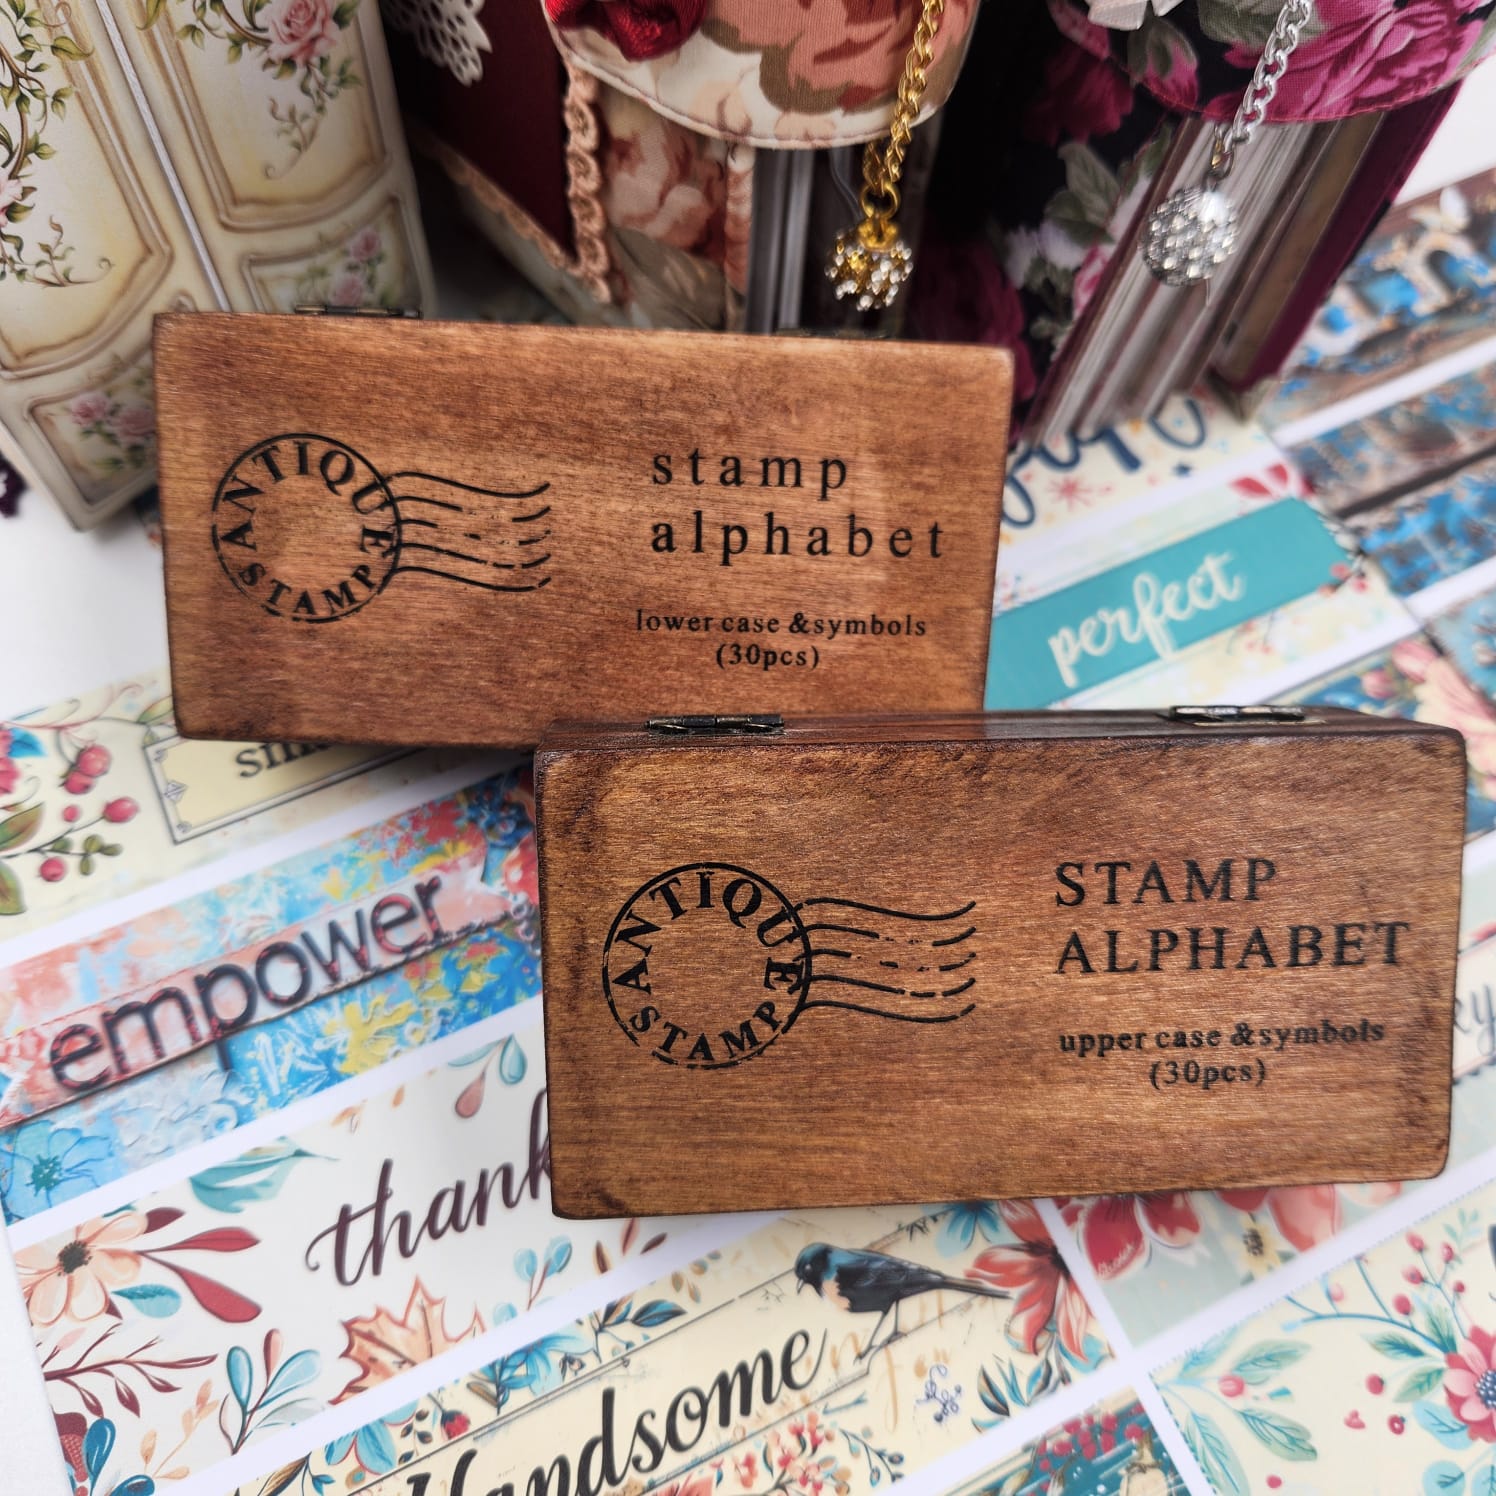 ANTIQUE STAMP
stamp
alphabet
lower case &symbols
(30pcs)
perfect
empower
ANTIQUE STAMP
STAMP
ALPHABET
upper case &symbols
(30pcs)
Handsome